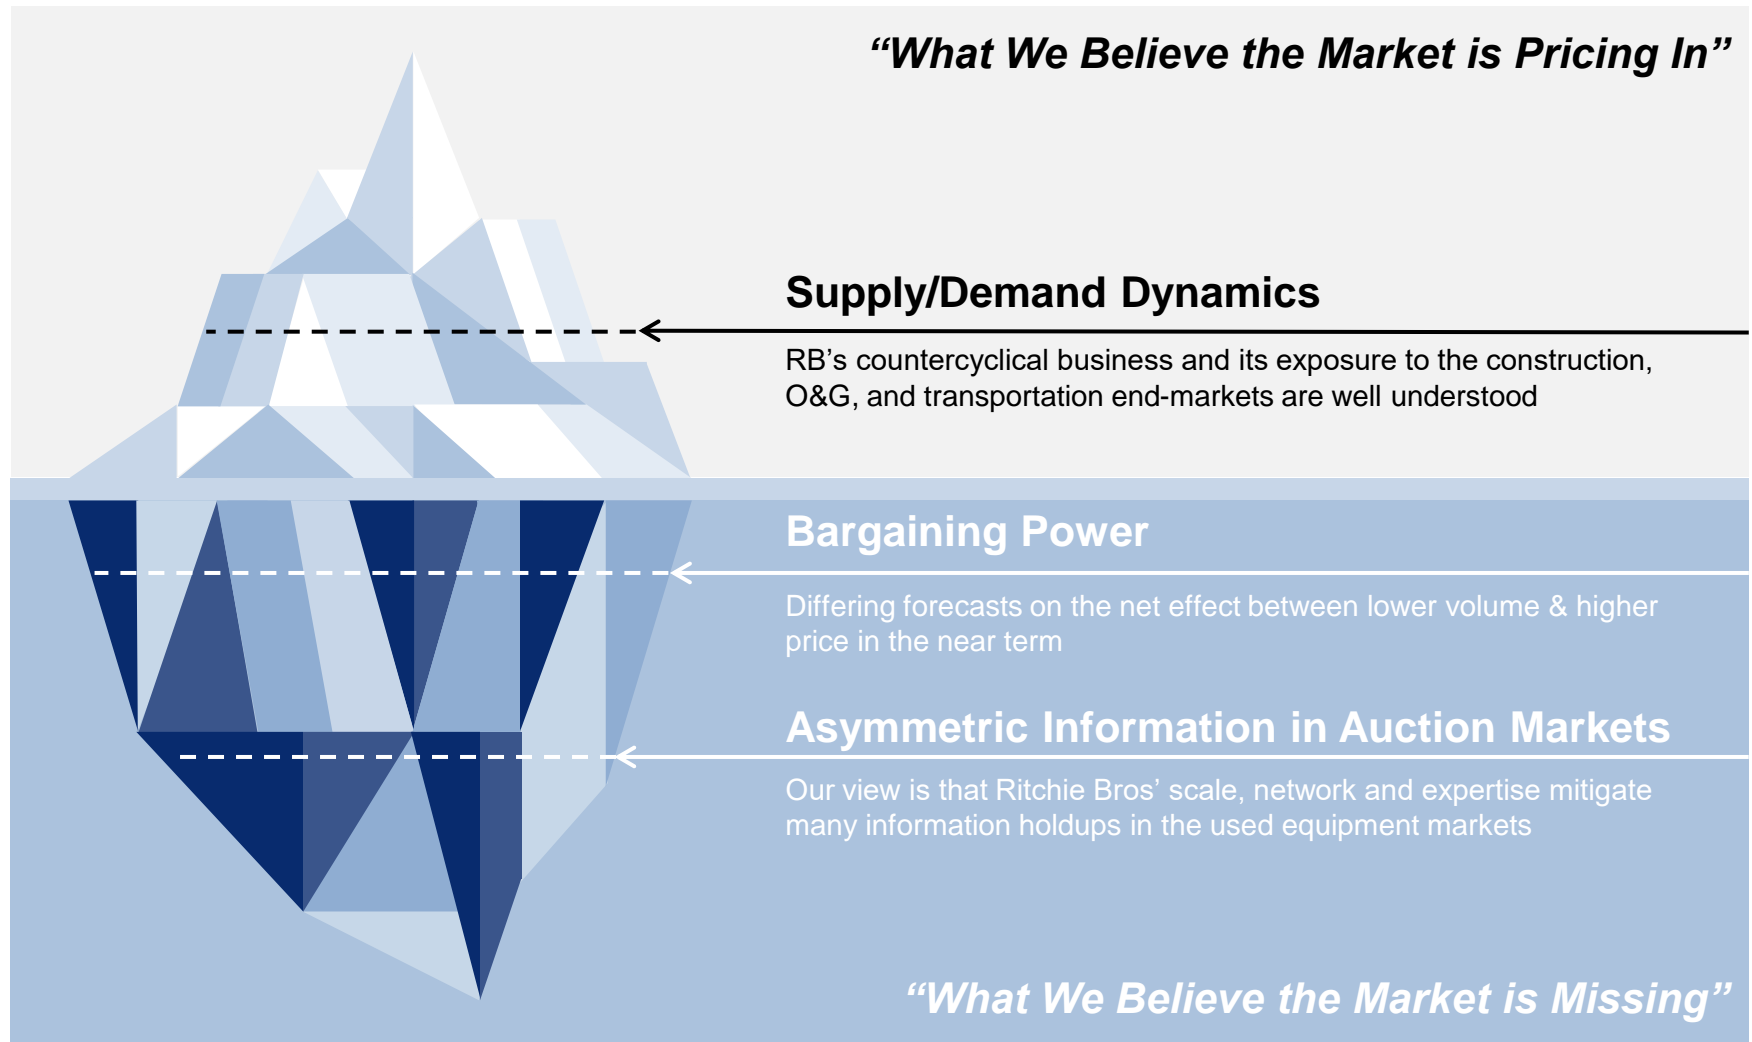 “What We Believe the Market is Pricing In”
Supply/Demand Dynamics
RB’s countercyclical business and its exposure to the construction,
O&G, and transportation end-markets are well understood
Bargaining Power
Differing forecasts on the net effect between lower volume & higher
price in the near term
Asymmetric Information in Auction Markets
Our view is that Ritchie Bros’ scale, network and expertise mitigate
many information holdups in the used equipment markets
“What We Believe the Market is Missing”